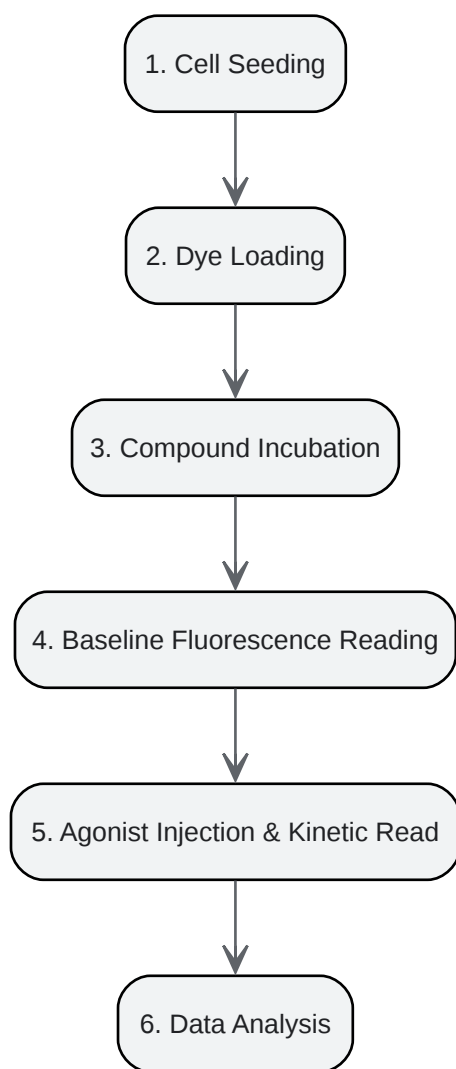 1. Cell Seeding
2. Dye Loading
3. Compound Incubation
4. Baseline Fluorescence Reading
5. Agonist Injection & Kinetic Read
6. Data Analysis